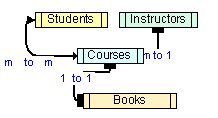 Students
Instructors
m to m
Courses
m to 1
1 to 1
Books